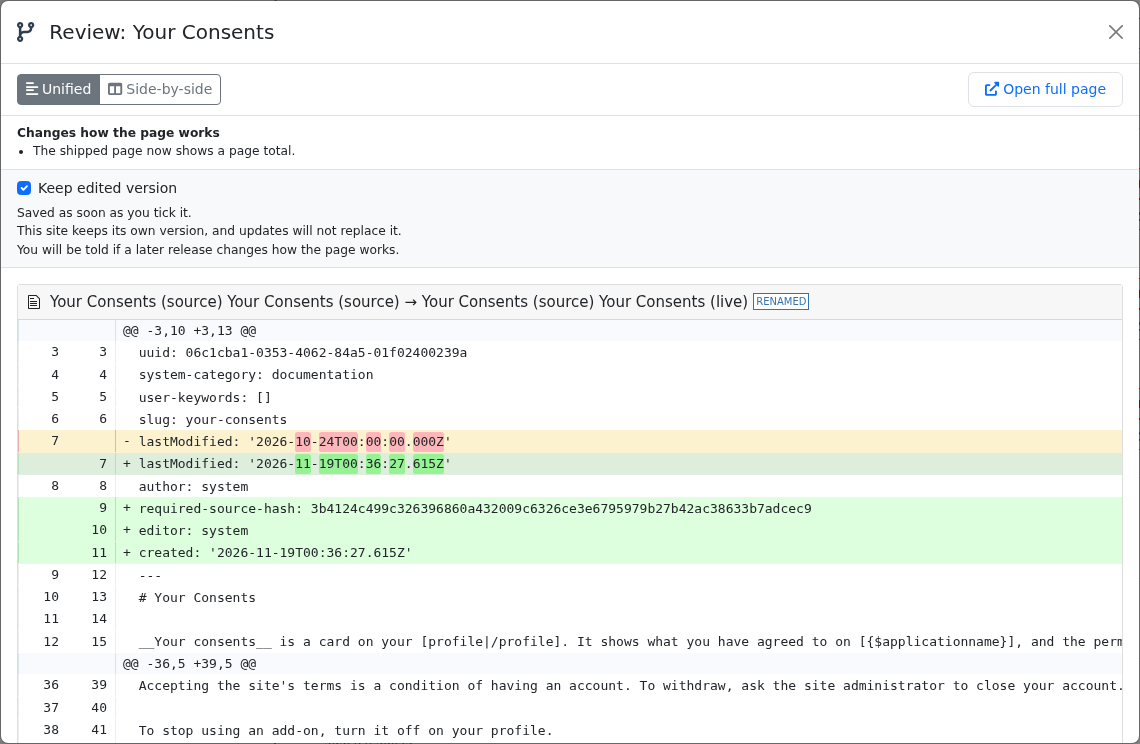 Review: Your Consents
Unified Side-by-side Open full page
Changes how the page works
• The shipped page now shows a page total.
Keep edited version
Saved as soon as you tick it.
This site keeps its own version, and updates will not replace it.
You will be told if a later release changes how the page works.
Your Consents (source) Your Consents (source) → Your Consents (source) Your Consents (live) RENAMED
@@ -3,10 +3,13 @@
3 3 uuid: 06c1cba1-0353-4062-84a5-01f02400239a
4 4 system-category: documentation
5 5 user-keywords: []
6 6 slug: your-consents
7 - lastModified: '2026-10-24T00:00:00.000Z'
7 + lastModified: '2026-11-19T00:36:27.615Z'
8 8 author: system
9 + required-source-hash: 3b4124c499c326396860a432009c6326ce3e6795979b27b42ac38633b7adcec9
10 + editor: system
11 + created: '2026-11-19T00:36:27.615Z'
9 12 ---
10 13 # Your Consents
11 14
12 15 __Your consents__ is a card on your [profile|/profile]. It shows what you have agreed to on [{$applicationname}], and the perm
@@ -36,5 +39,5 @@
36 39 Accepting the site's terms is a condition of having an account. To withdraw, ask the site administrator to close your account.
37 40
38 41 To stop using an add-on, turn it off on your profile.